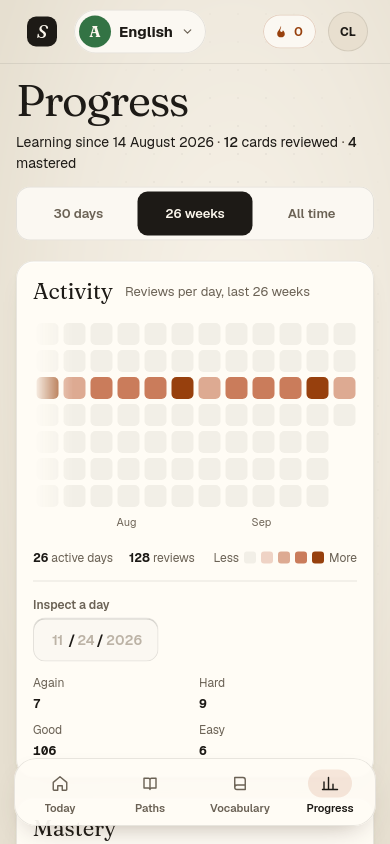 S
A English
0
CL
Progress
Learning since 14 August 2026 · 12 cards reviewed · 4
mastered
30 days
26 weeks
All time
Activity
Reviews per day, last 26 weeks
Aug
Sep
26 active days
128 reviews
Less
More
Inspect a day
11 / 24 / 2026
Again
Hard
7
9
Good
Easy
106
6
Today
Paths
Vocabulary
Progress
Mastery